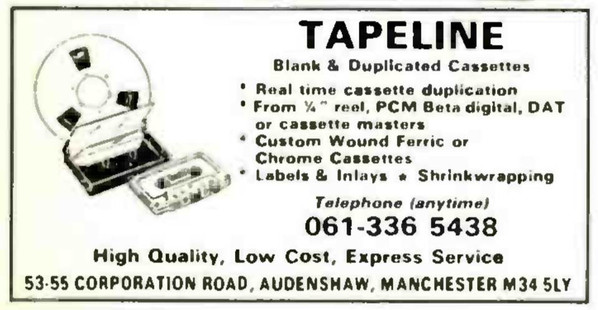 TAPELINE
Blank & Duplicated Cassettes
* Real time cassette duplication
* From ¼" reel, PCM Beta digital, DAT
or cassette masters
* Custom Wound Ferric or
Chrome Cassettes
* Labels & Inlays ★ Shrinkwrapping
Telephone (anytime)
061-336 5438
High Quality, Low Cost, Express Service
53-55 CORPORATION ROAD, AUDENSHAW, MANCHESTER M34 5LY